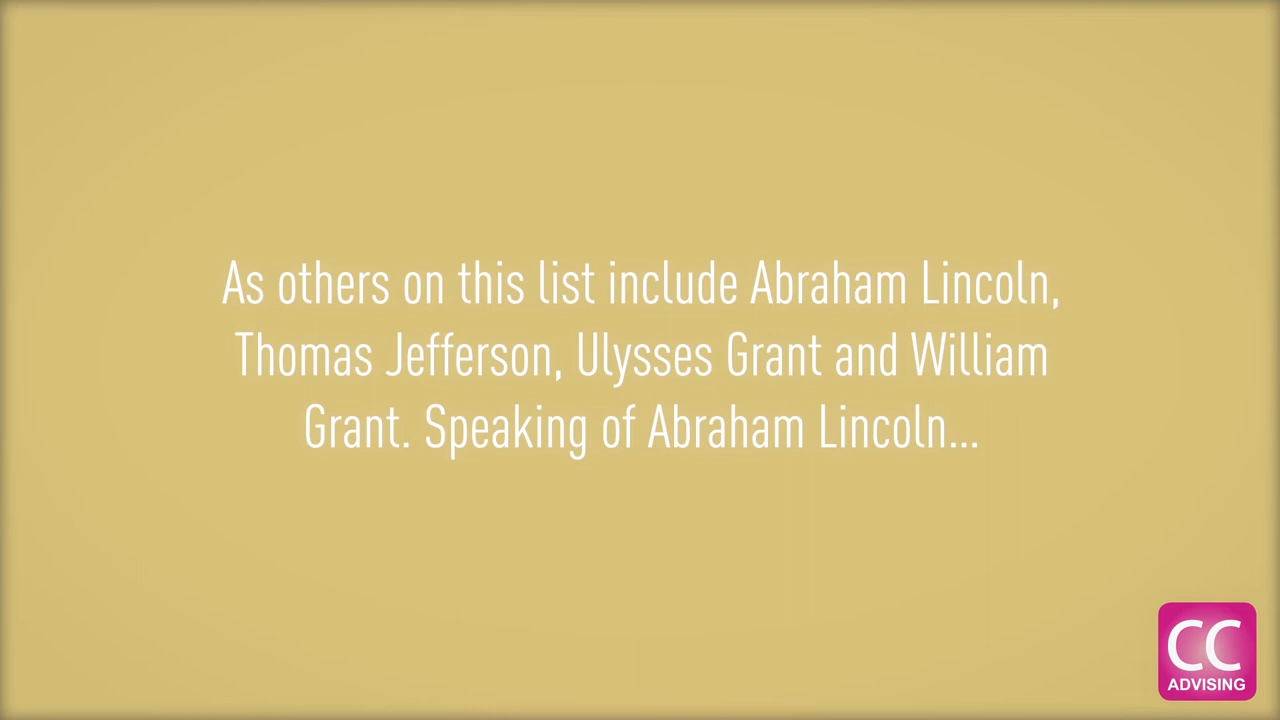 As others on this list include Abraham Lincoln,
Thomas Jefferson, Ulysses Grant and William
Grant. Speaking of Abraham Lincoln...
CC
ADVISING